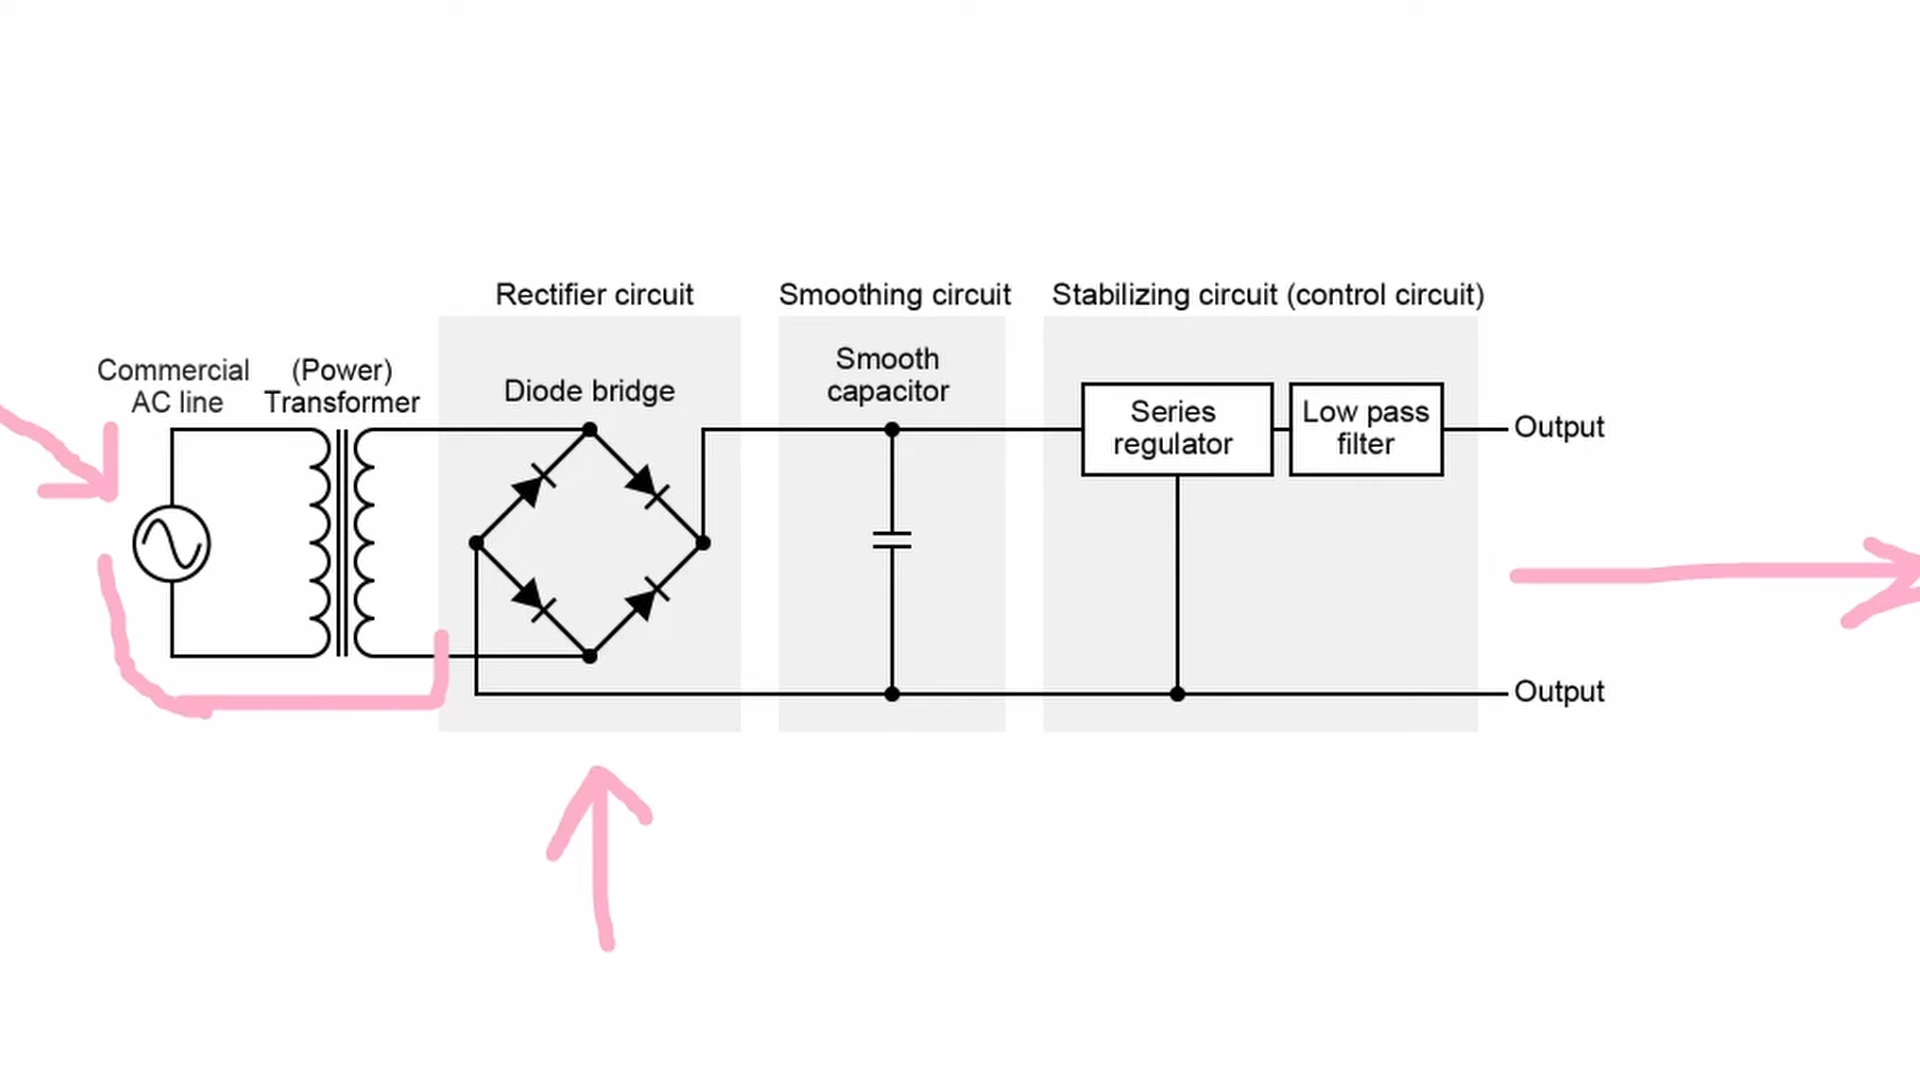 Rectifier circuit
Smoothing circuit
Stabilizing circuit (control circuit)
Commercial
AC line
(Power)
Transformer
Diode bridge
Smooth
capacitor
Series
regulator
Low pass
filter
Output
Output